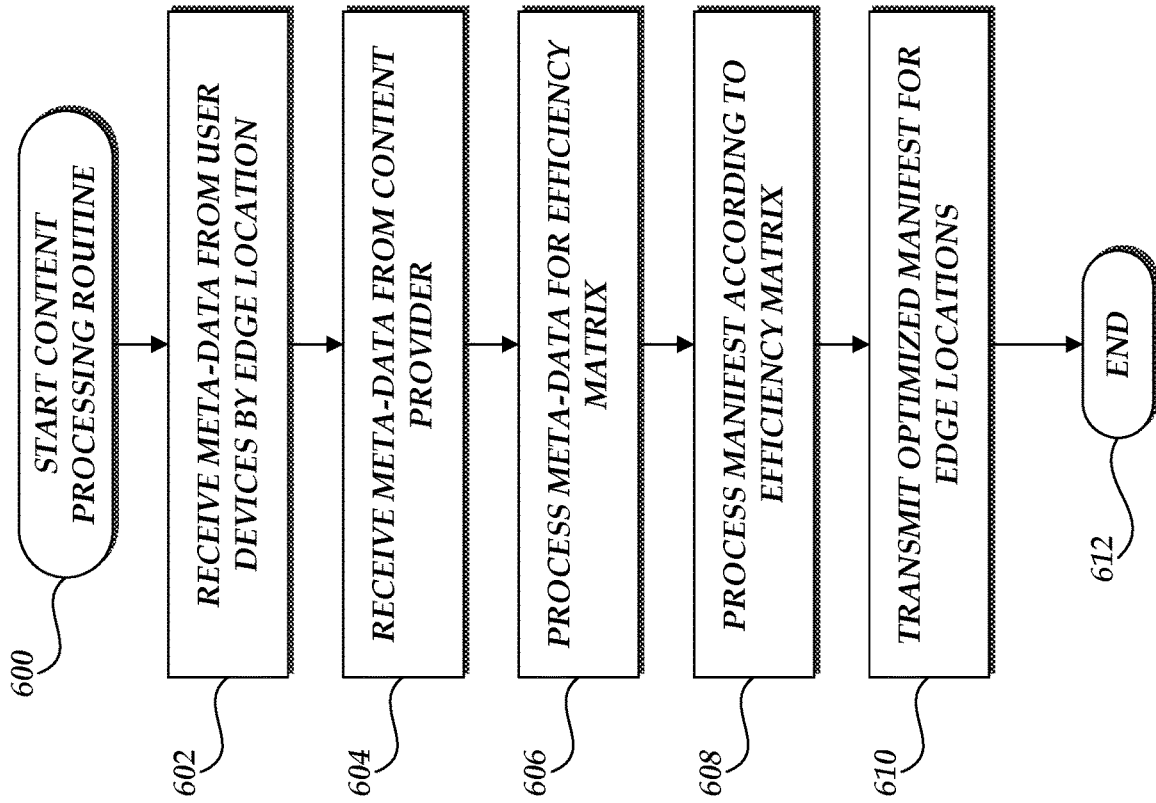 600
START CONTENT
PROCESSING ROUTINE
602
RECEIVE META-DATA FROM USER
DEVICES BY EDGE LOCATION
604
RECEIVE META-DATA FROM CONTENT
PROVIDER
606
PROCESS META-DATA FOR EFFICIENCY
MATRIX
608
PROCESS MANIFEST ACCORDING TO
EFFICIENCY MATRIX
610
TRANSMIT OPTIMIZED MANIFEST FOR
EDGE LOCATIONS
612
END